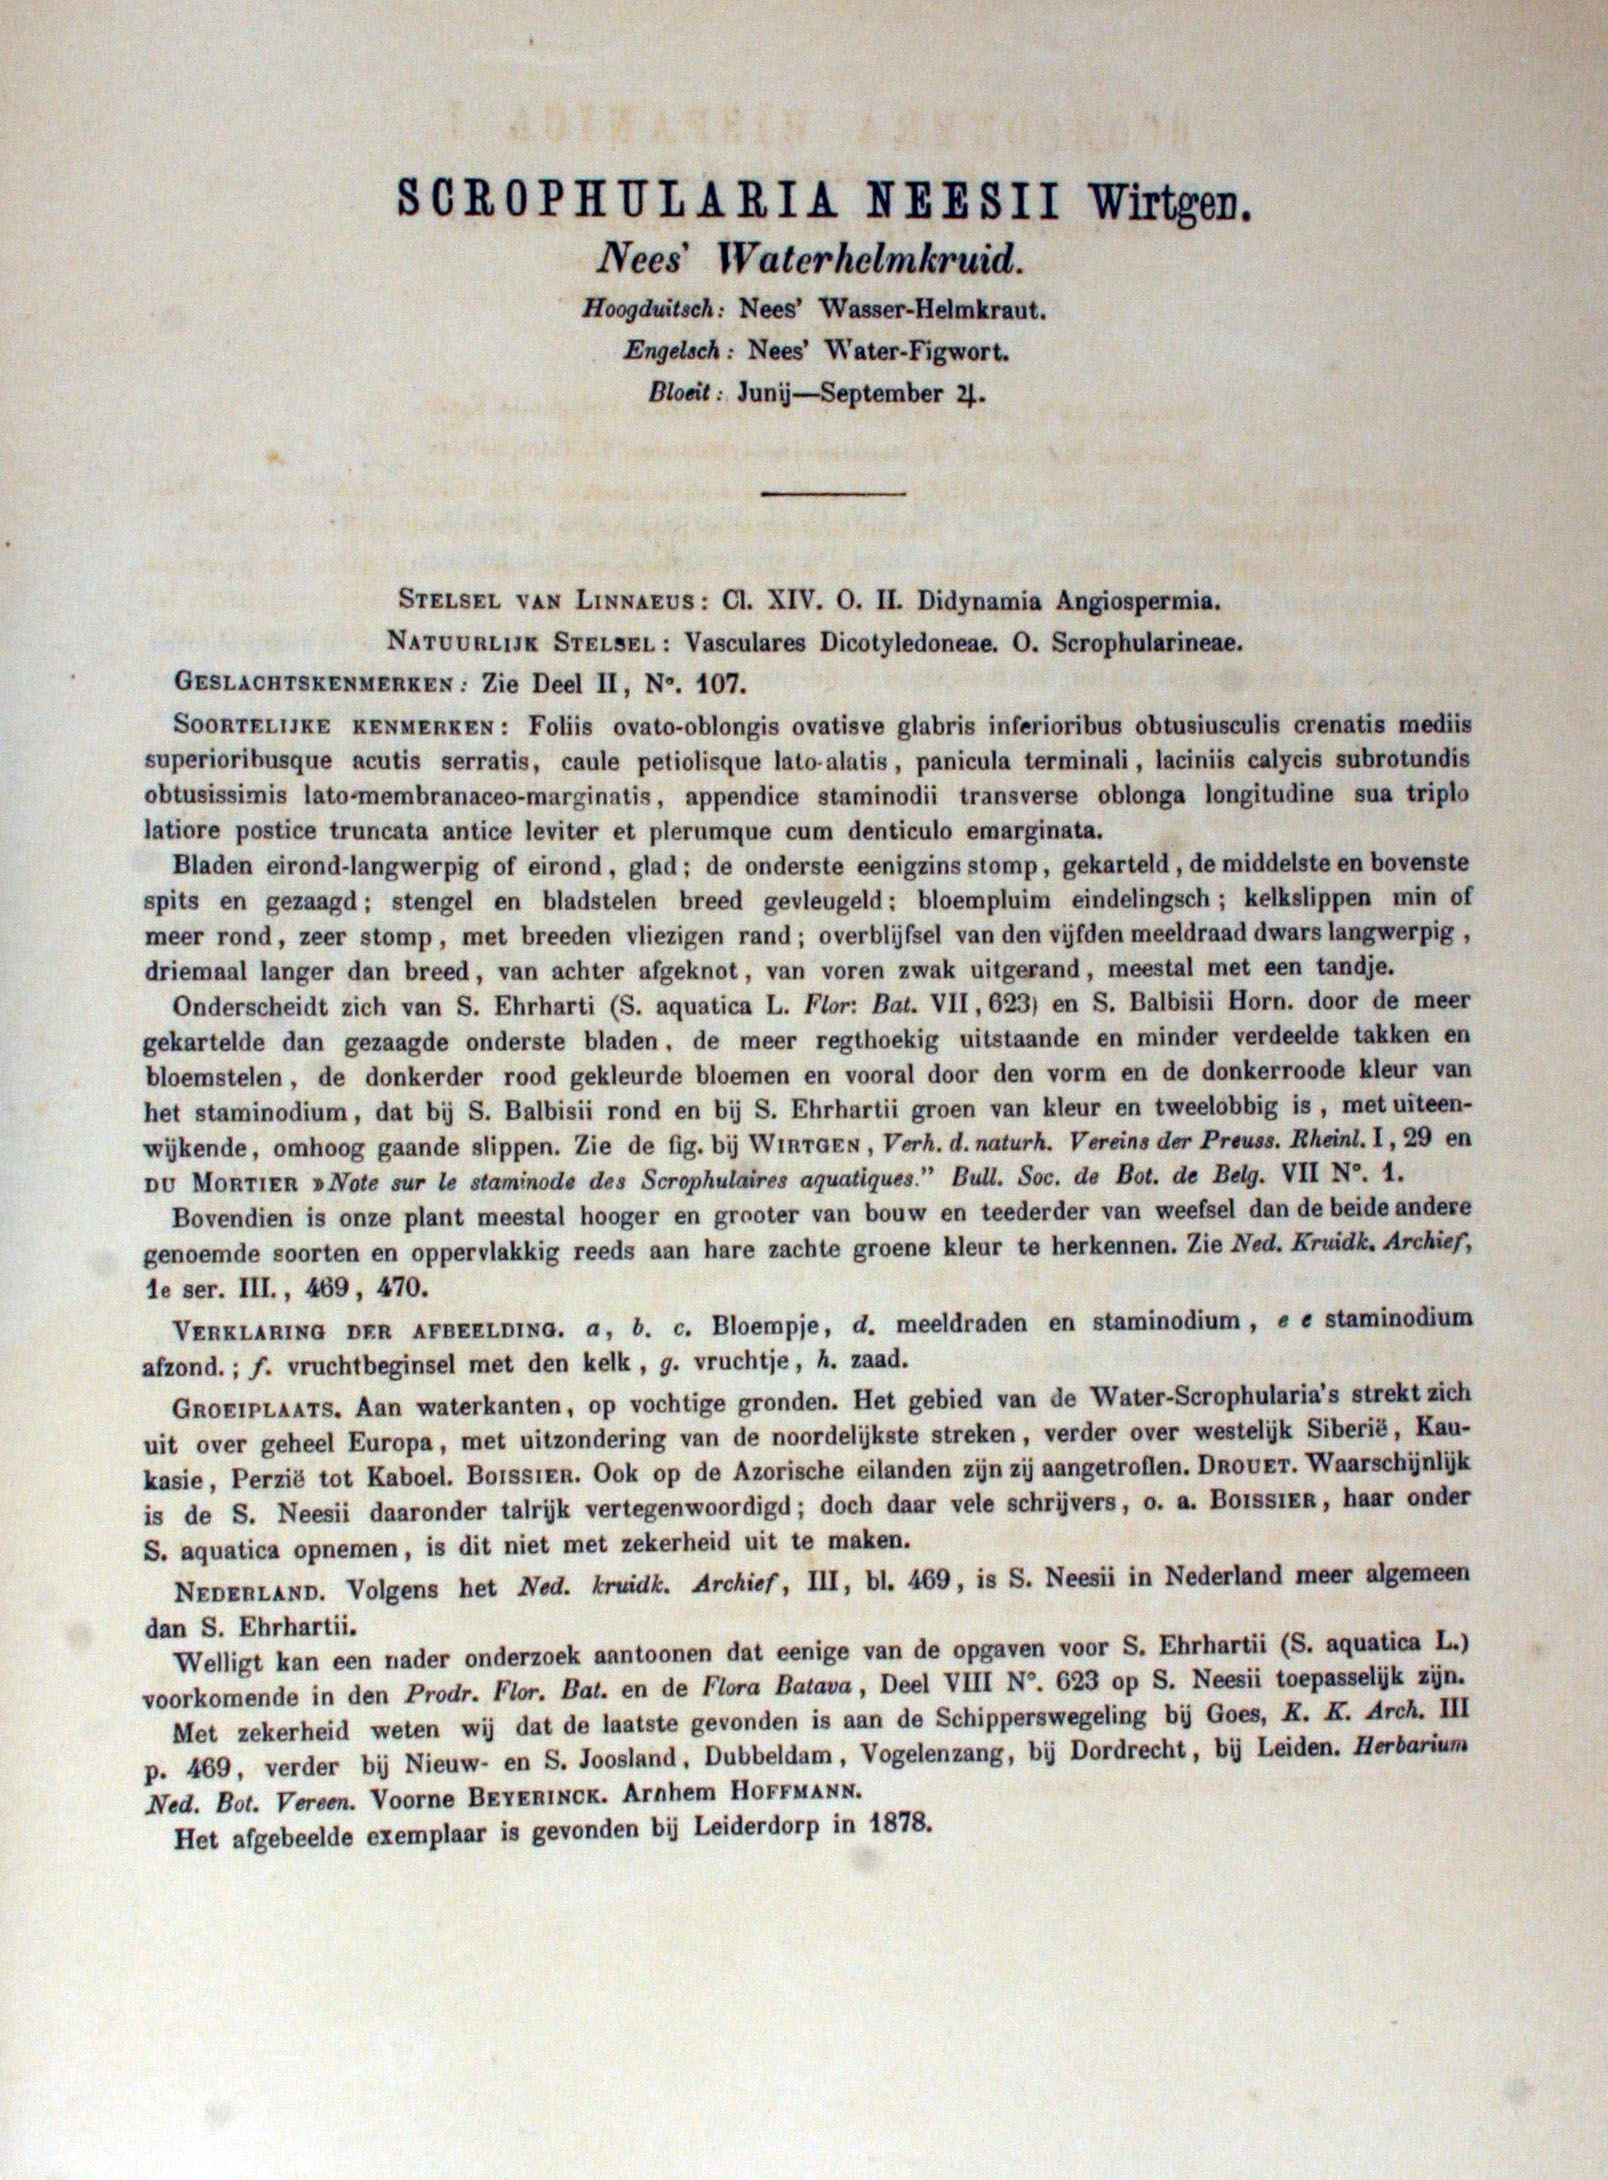 SCROPHULARIA NEESII Wirtgen.
Nees' Waterhelmkruid.
Hoogduitsch: Nees' Wasser-Helmkraut.
Engelsch: Nees' Water-Figwort.
Bloeit: Junij—September ♃.
STELSEL VAN LINNAEUS: Cl. XIV. O. II. Didynamia Angiospermia.
NATUURLIJK STELSEL: Vasculares Dicotyledoneae. O. Scrophularineae.
GESLACHTSKENMERKEN: Zie Deel II, N°. 107.
SOORTELIJKE KENMERKEN: Foliis ovato-oblongis ovatisve glabris inferioribus obtusiusculis crenatis mediis
superioribusque acutis serratis, caule petiolisque lato-alatis, panicula terminali, laciniis calycis subrotundis
obtusissimis lato-membranaceo-marginatis, appendice staminodii transverse oblonga longitudine sua triplo
latiore postice truncata antice leviter et plerumque cum denticulo emarginata.
Bladen eirond-langwerpig of eirond, glad; de onderste eenigzins stomp, gekarteld, de middelste en bovenste
spits en gezaagd; stengel en bladstelen breed gevleugeld; bloempluim eindelingsch; kelkslippen min of
meer rond, zeer stomp, met breeden vliezigen rand; overblijfsel van den vijfden meeldraad dwars langwerpig,
driemaal langer dan breed, van achter afgeknot, van voren zwak uitgerand, meestal met een tandje.
Onderscheidt zich van S. Ehrharti (S. aquatica L. Flor: Bat. VII, 623) en S. Balbisii Horn. door de meer
gekartelde dan gezaagde onderste bladen, de meer regthoekig uitstaande en minder verdeelde takken en
bloemstelen, de donkerder rood gekleurde bloemen en vooral door den vorm en de donkerroode kleur van
het staminodium, dat bij S. Balbisii rond en bij S. Ehrhartii groen van kleur en tweelobbig is, met uiteen-
wijkende, omhoog gaande slippen. Zie de fig. bij WIRTGEN, Verh. d. naturh. Vereins der Preuss. Rheinl. I, 29 en
DU MORTIER »Note sur le staminode des Scrophulaires aquatiques." Bull. Soc. de Bot. de Belg. VII N°. 1.
Bovendien is onze plant meestal hooger en grooter van bouw en teederder van weefsel dan de beide andere
genoemde soorten en oppervlakkig reeds aan hare zachte groene kleur te herkennen. Zie Ned. Kruidk. Archief,
1e ser. III., 469, 470.
VERKLARING DER AFBEELDING. a, b. c. Bloempje, d. meeldraden en staminodium, e e staminodium
afzond.; f. vruchtbeginsel met den kelk, g. vruchtje, h. zaad.
GROEIPLAATS. Aan waterkanten, op vochtige gronden. Het gebied van de Water-Scrophularia's strekt zich
uit over geheel Europa, met uitzondering van de noordelijkste streken, verder over westelijk Siberië, Kau-
kasie, Perzië tot Kaboel. BOISSIER. Ook op de Azorische eilanden zijn zij aangetroffen. DROUET. Waarschijnlijk
is de S. Neesii daaronder talrijk vertegenwoordigd; doch daar vele schrijvers, o. a. BOISSIER, haar onder
S. aquatica opnemen, is dit niet met zekerheid uit te maken.
NEDERLAND. Volgens het Ned. kruidk. Archief, III, bl. 469, is S. Neesii in Nederland meer algemeen
dan S. Ehrhartii.
Welligt kan een nader onderzoek aantoonen dat eenige van de opgaven voor S. Ehrhartii (S. aquatica L.)
voorkomende in den Prodr. Flor. Bat. en de Flora Batava, Deel VIII N°. 623 op S. Neesii toepasselijk zijn.
Met zekerheid weten wij dat de laatste gevonden is aan de Schipperswegeling bij Goes, K. K. Arch. III
p. 469, verder bij Nieuw- en S. Joosland, Dubbeldam, Vogelenzang, bij Dordrecht, bij Leiden. Herbarium
Ned. Bot. Vereen. Voorne BEYERINCK. Arnhem HOFFMANN.
Het afgebeelde exemplaar is gevonden bij Leiderdorp in 1878.